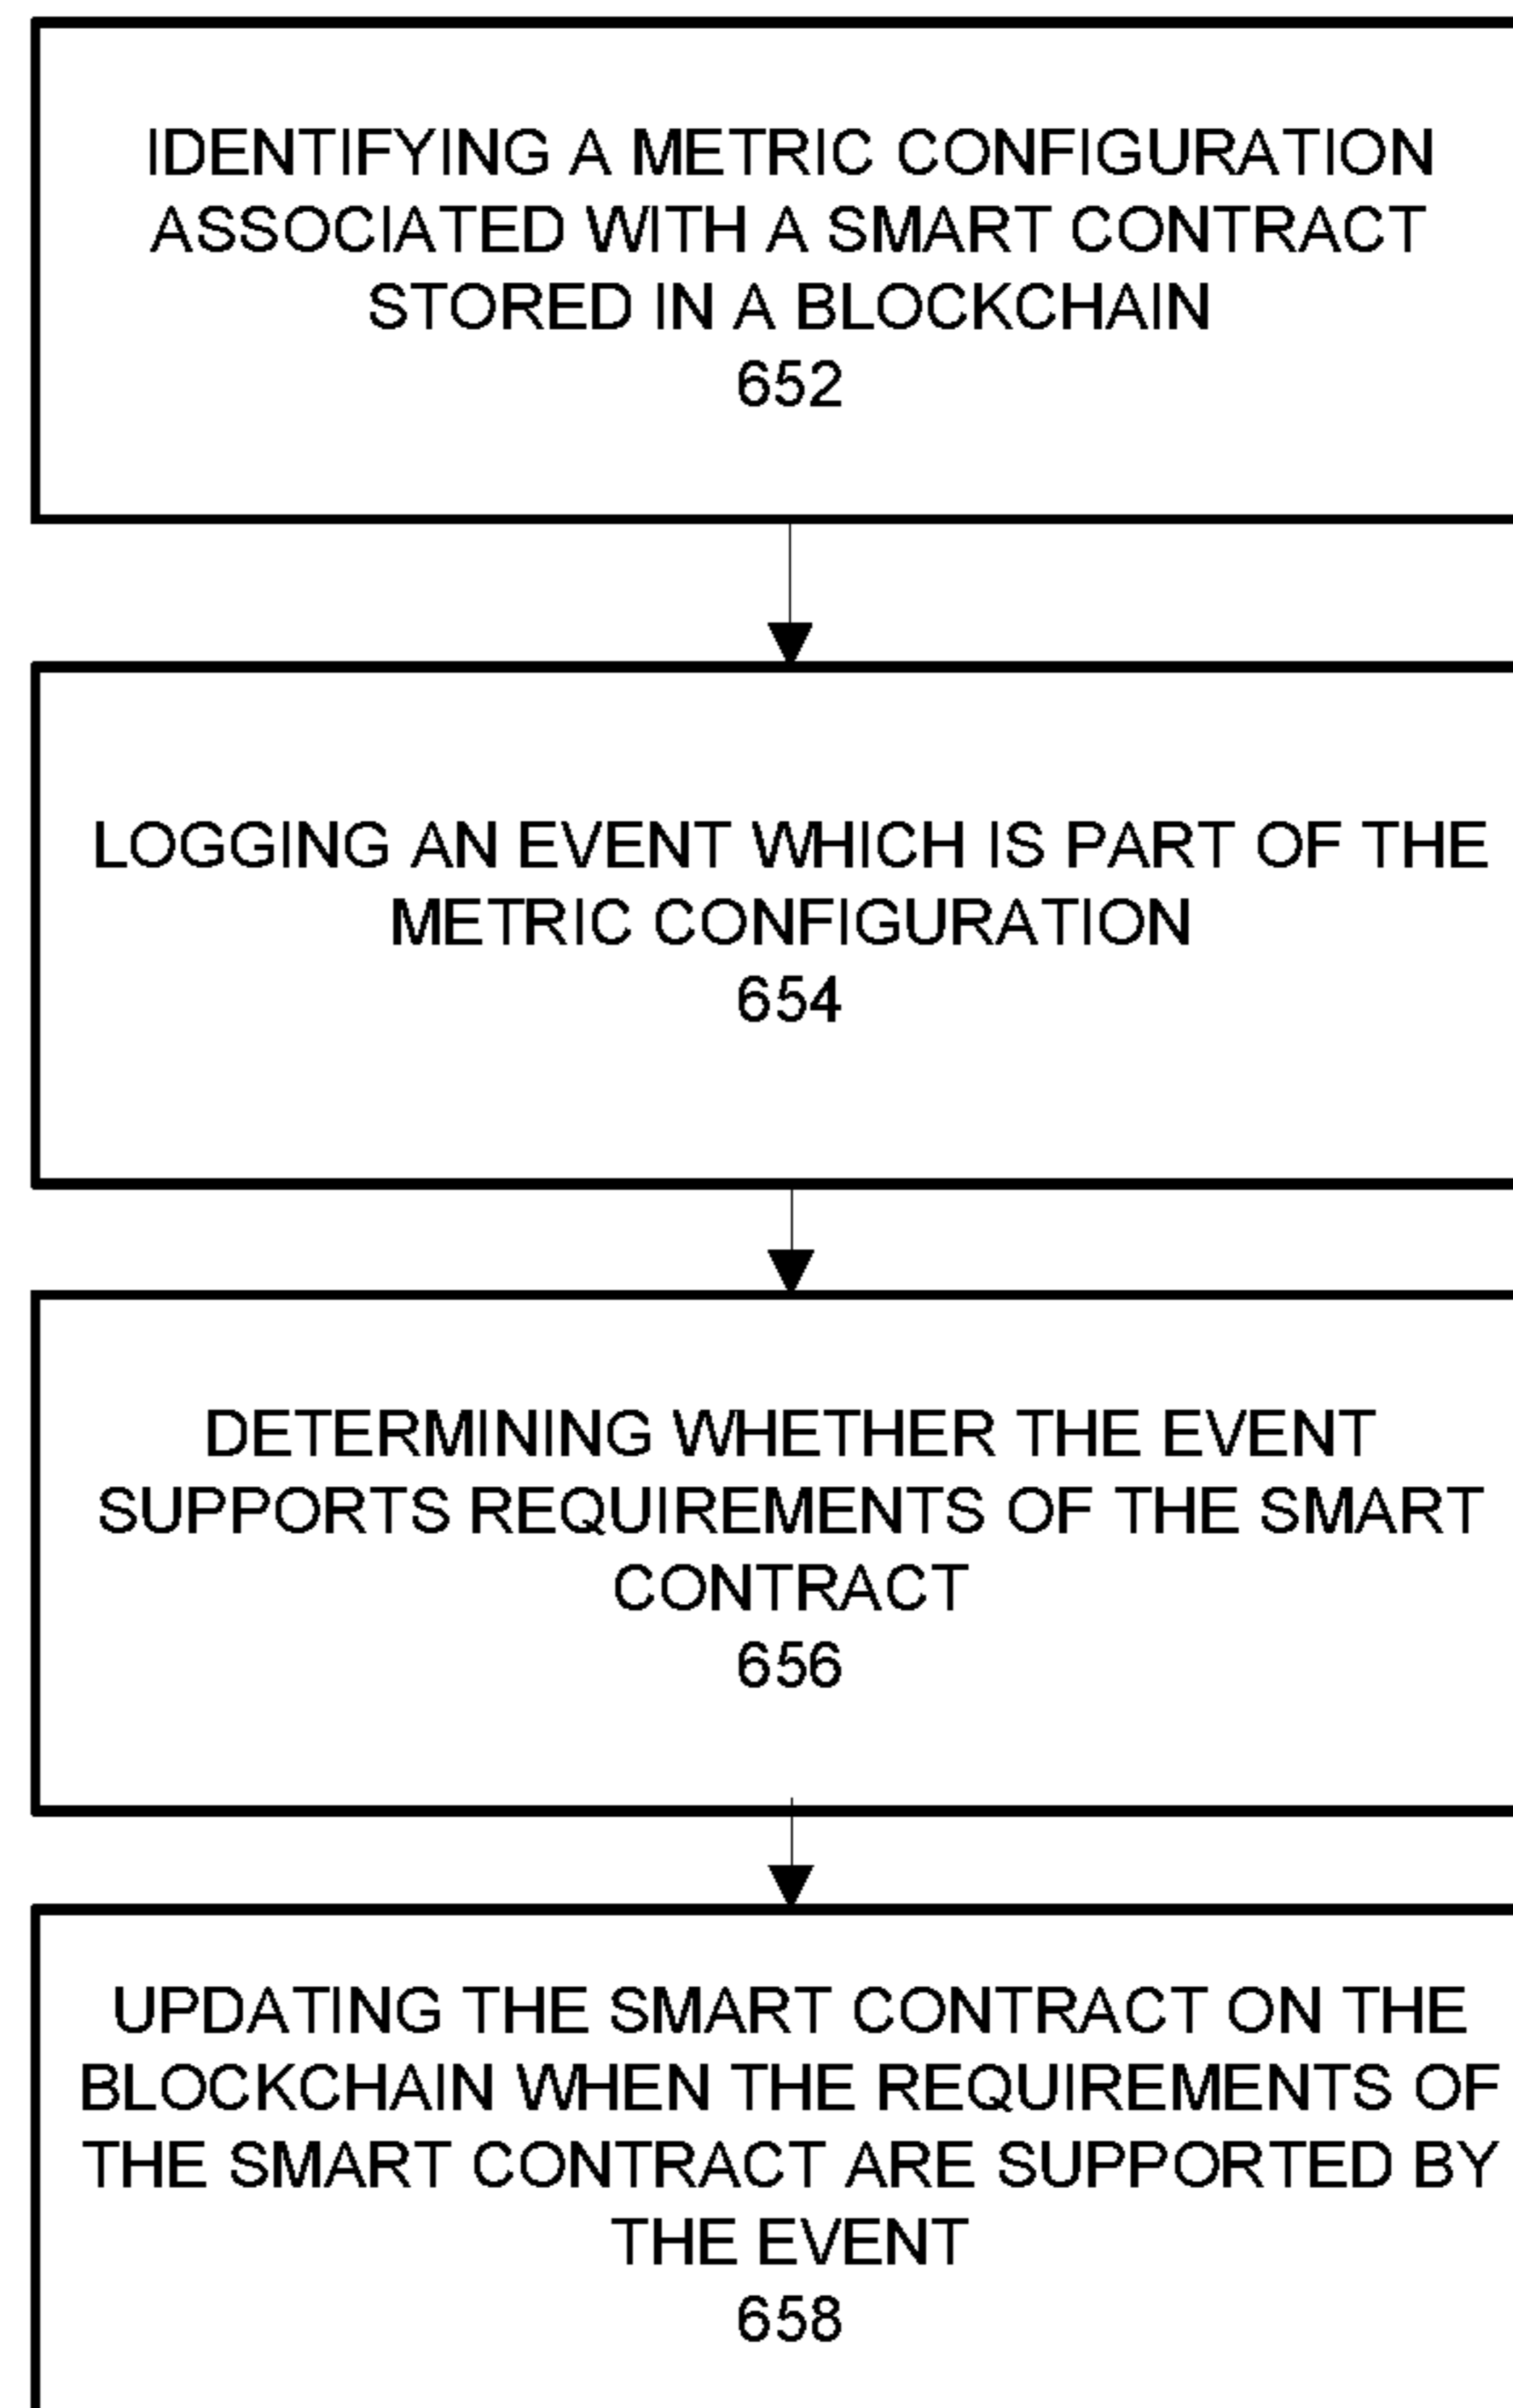 IDENTIFYING A METRIC CONFIGURATION
ASSOCIATED WITH A SMART CONTRACT
STORED IN A BLOCKCHAIN
652
LOGGING AN EVENT WHICH IS PART OF THE
METRIC CONFIGURATION
654
DETERMINING WHETHER THE EVENT
SUPPORTS REQUIREMENTS OF THE SMART
CONTRACT
656
UPDATING THE SMART CONTRACT ON THE
BLOCKCHAIN WHEN THE REQUIREMENTS OF
THE SMART CONTRACT ARE SUPPORTED BY
THE EVENT
658